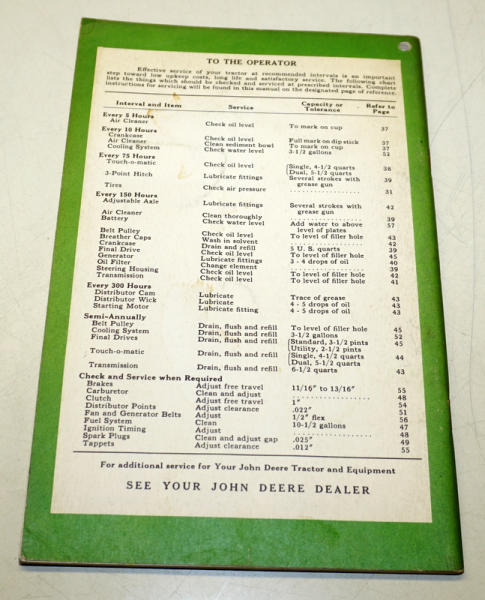 TO THE OPERATOR
Effective service of your tractor at recommended intervals is an important
step toward low upkeep costs, long life and satisfactory service. The following chart
lists the things which should be checked and serviced at prescribed intervals. Complete
instructions for servicing will be found in this manual on the designated page of reference.
Interval and Item Service Capacity or Tolerance Refer to Page
Every 5 Hours
Air Cleaner Check oil level To mark on cup 37
Every 10 Hours
Crankcase Check oil level Full mark on dip stick 37
Air Cleaner Clean sediment bowl To mark on cup 37
Cooling System Check water level 3-1/2 gallons 52
Every 75 Hours
Touch-o-matic Check oil level {Single, 4-1/2 quarts 38
{Dual, 5-1/2 quarts
3-Point Hitch Lubricate fittings Several strokes with 39
grease gun
Tires Check air pressure .................. 31
Every 150 Hours
Adjustable Axle Lubricate fittings Several strokes with 42
grease gun
Air Cleaner Clean thoroughly .................. 39
Battery Check water level Add water to above 57
level of plates
Belt Pulley Check oil level To level of filler hole 43
Breather Caps Wash in solvent .................. 42
Crankcase Drain and refill 5 U.S. quarts 39
Final Drive Check oil level To level of filler hole 45
Generator Lubricate fittings 3 - 4 drops of oil 40
Oil Filter Change element .................. 39
Steering Housing Check oil level To level of filler hole 42
Transmission Check oil level To level of filler hole 41
Every 300 Hours
Distributor Cam Lubricate Trace of grease 43
Distributor Wick Lubricate 4 - 5 drops of oil 43
Starting Motor Lubricate fitting 4 - 5 drops of oil 43
Semi-Annually
Belt Pulley Drain, flush and refill To level of filler hole 45
Cooling System Drain, flush and refill 3-1/2 gallons 52
Final Drives Drain, flush and refill {Standard, 3-1/2 pints 45
{Utility, 2-1/2 pints
Touch-o-matic Drain, flush and refill {Single, 4-1/2 quarts 44
{Dual, 5-1/2 quarts
Transmission Drain, flush and refill 6-1/2 quarts 43
Check and Service when Required
Brakes Adjust free travel 11/16" to 13/16" 55
Carburetor Clean and adjust .................. 48
Clutch Adjust free travel 1" 54
Distributor Points Adjust clearance .022" 51
Fan and Generator Belts Adjust 1/2" flex 56
Fuel System Clean 10-1/2 gallons 47
Ignition Timing Adjust .................. 48
Spark Plugs Clean and adjust gap .025" 49
Tappets Adjust clearance .012" 55
For additional service for Your John Deere Tractor and Equipment
SEE YOUR JOHN DEERE DEALER